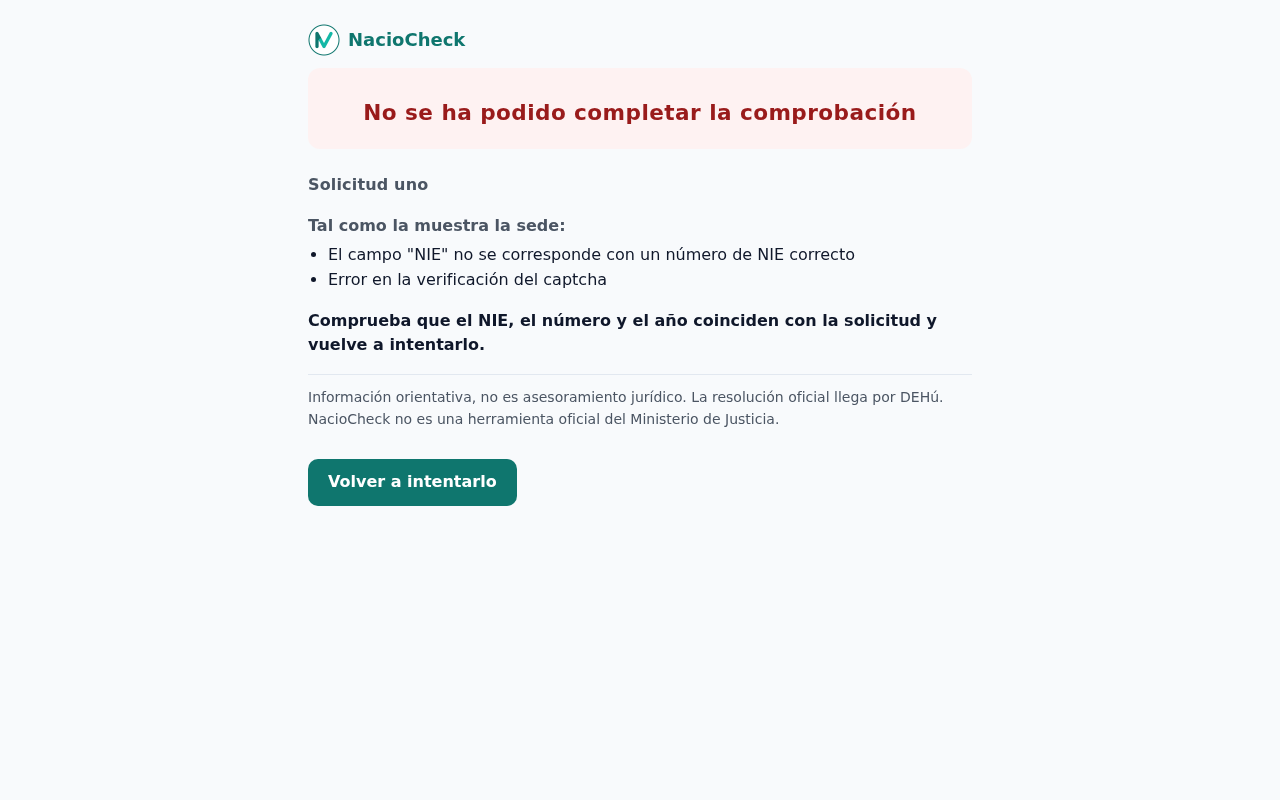 NacioCheck
No se ha podido completar la comprobación
Solicitud uno
Tal como la muestra la sede:
• El campo "NIE" no se corresponde con un número de NIE correcto
• Error en la verificación del captcha
Comprueba que el NIE, el número y el año coinciden con la solicitud y
vuelve a intentarlo.
Información orientativa, no es asesoramiento jurídico. La resolución oficial llega por DEHú.
NacioCheck no es una herramienta oficial del Ministerio de Justicia.
Volver a intentarlo